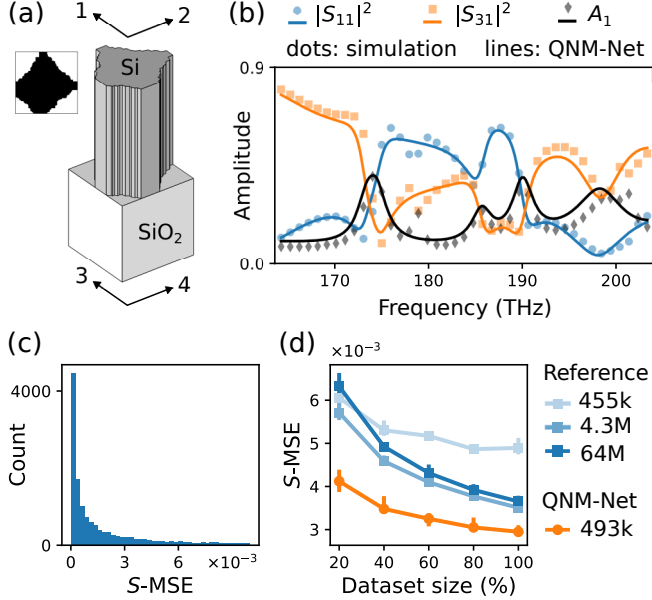 (a)
1
2
Si
SiO₂
3
4
(b)
|S₁₁|² |S₃₁|² A₁
dots: simulation lines: QNM-Net
0.9
Amplitude
0.0
170 180 190 200
Frequency (THz)
(c)
4000
Count
0
0 3 6 ×10⁻³
S-MSE
(d)
×10⁻³
6
5
4
3
S-MSE
20 40 60 80 100
Dataset size (%)
Reference
455k
4.3M
64M
QNM-Net
493k